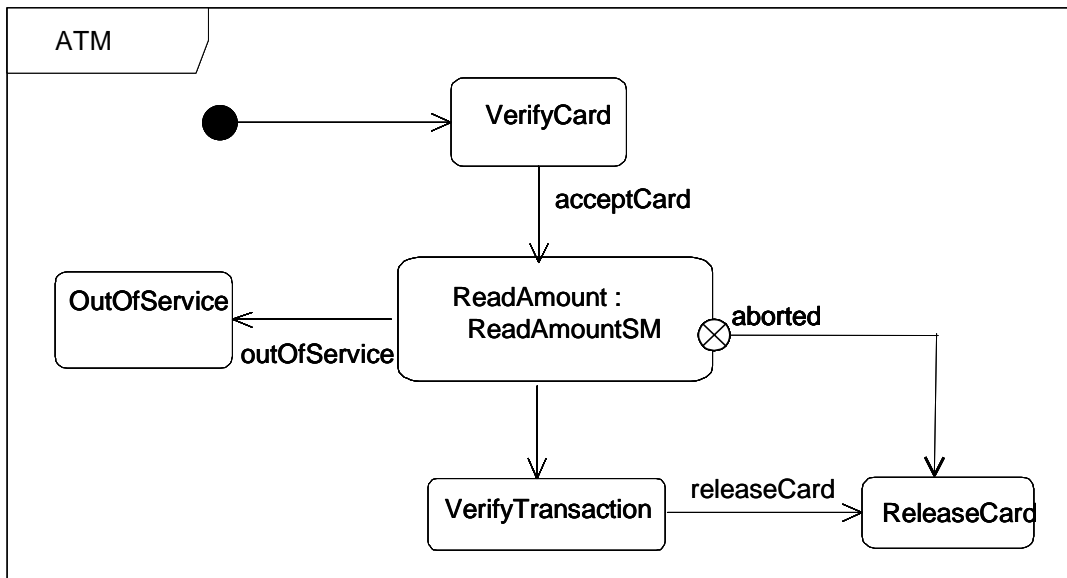 ATM
VerifyCard
acceptCard
OutOfService
ReadAmount :
ReadAmountSM
aborted
outOfService
VerifyTransaction
releaseCard
ReleaseCard